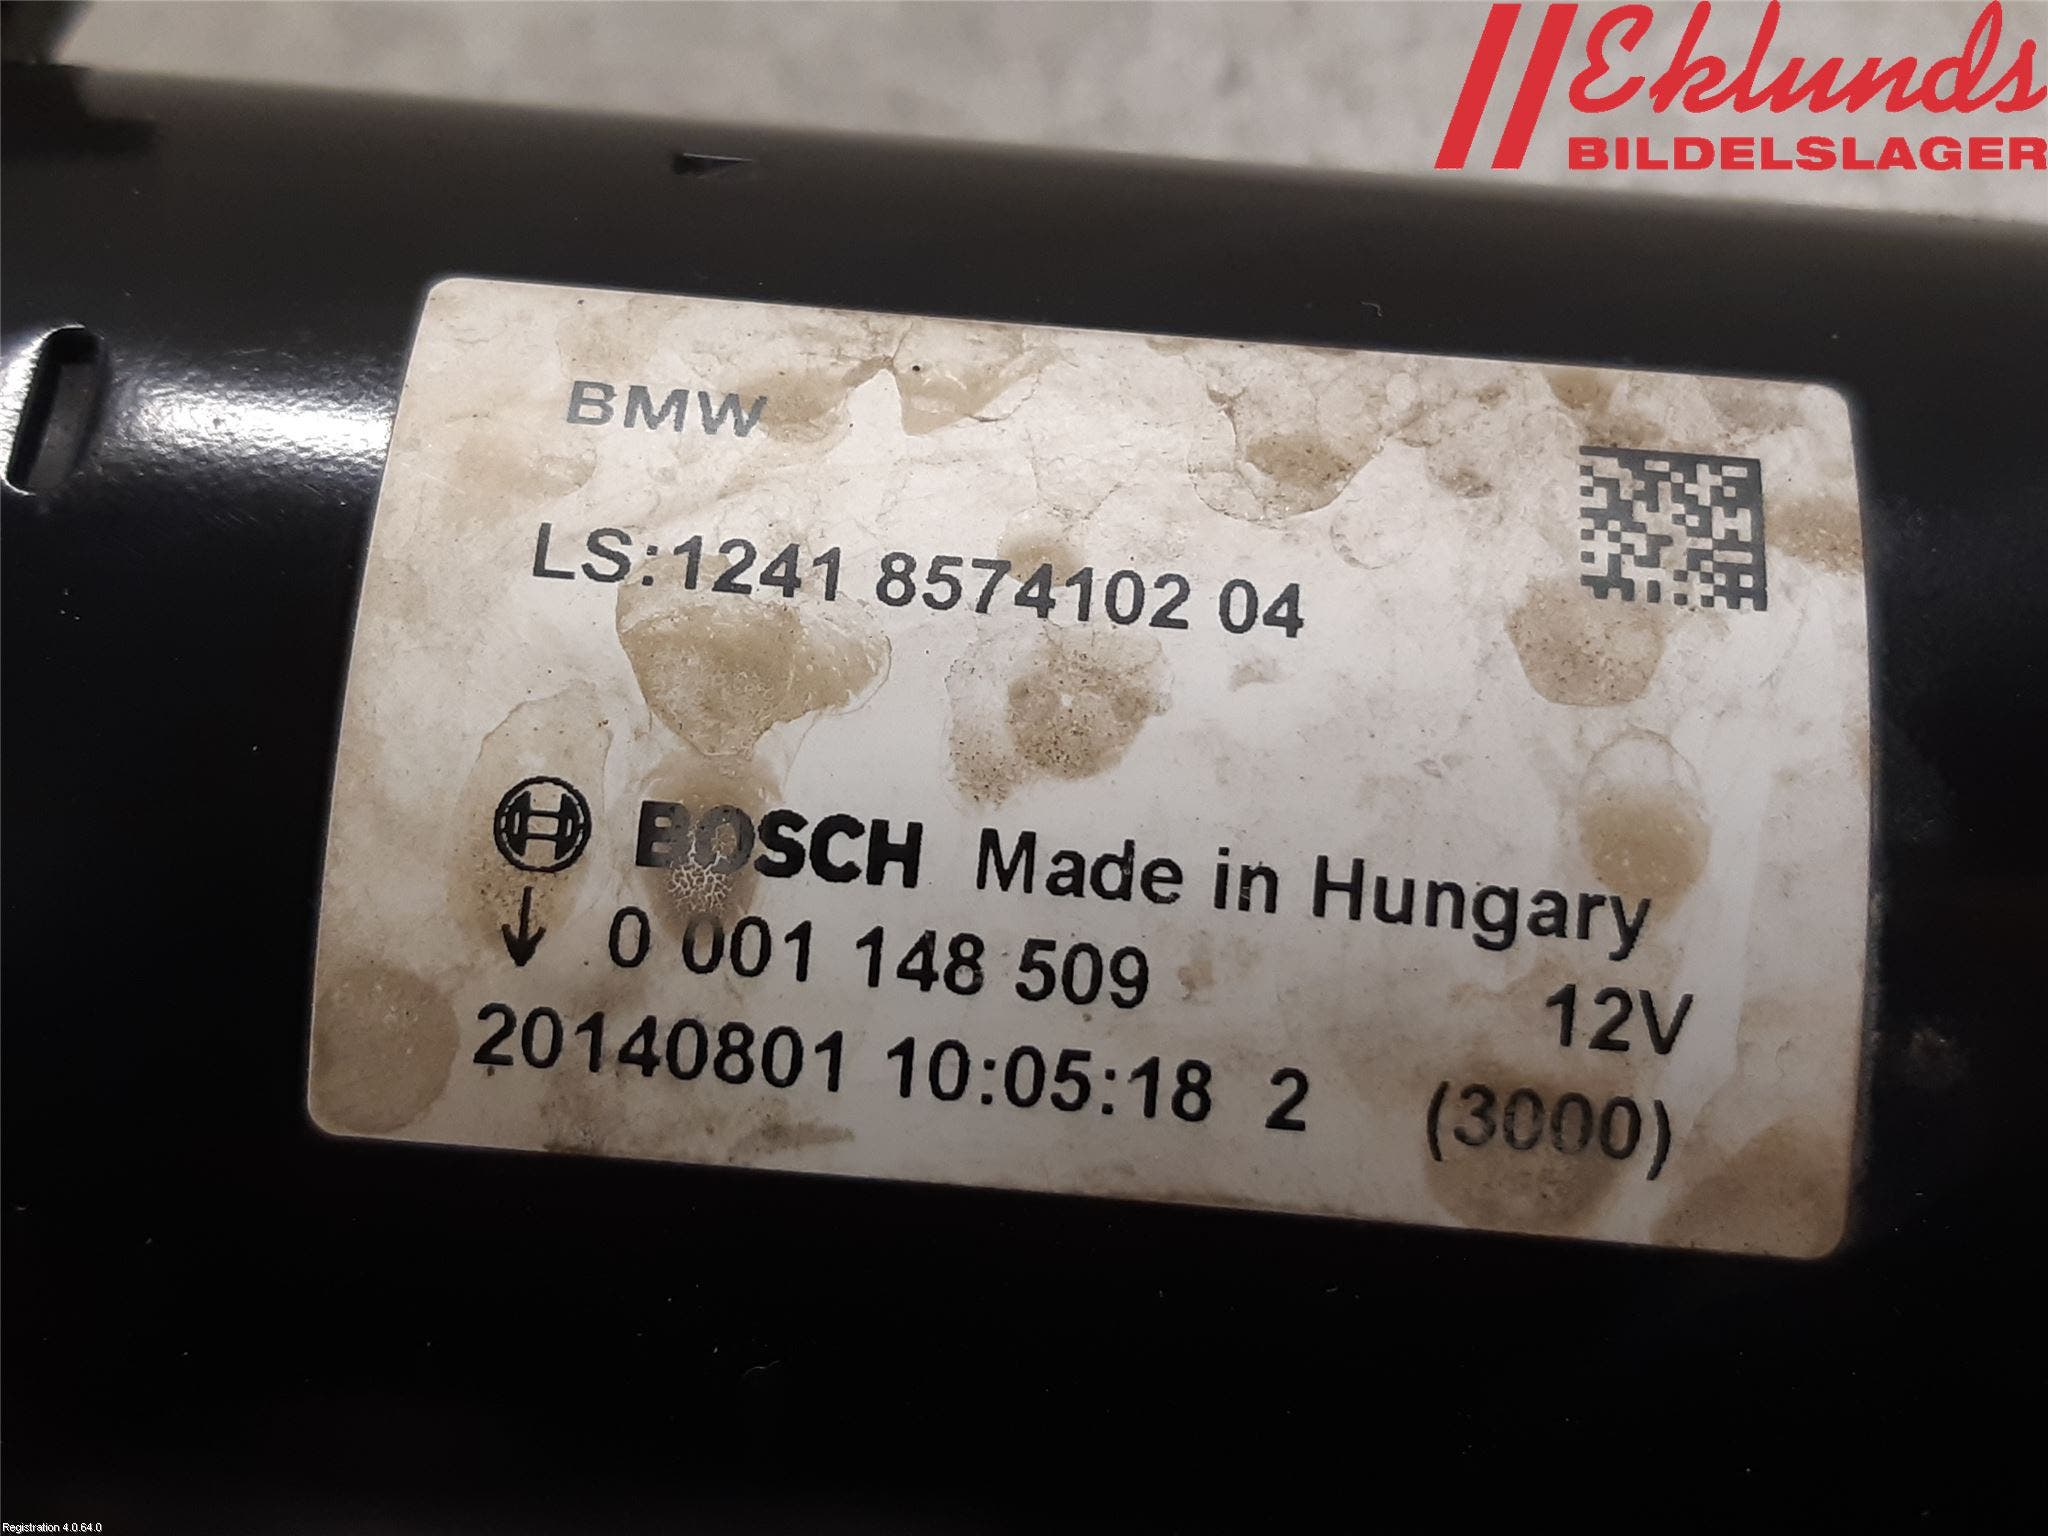 Eklunds
BILDELSLAGER
BMW
LS:1241 8574102 04
BOSCH Made in Hungary
0 001 148 509 12V
20140801 10:05:18 2 (3000)
Registration 4.0.64.0